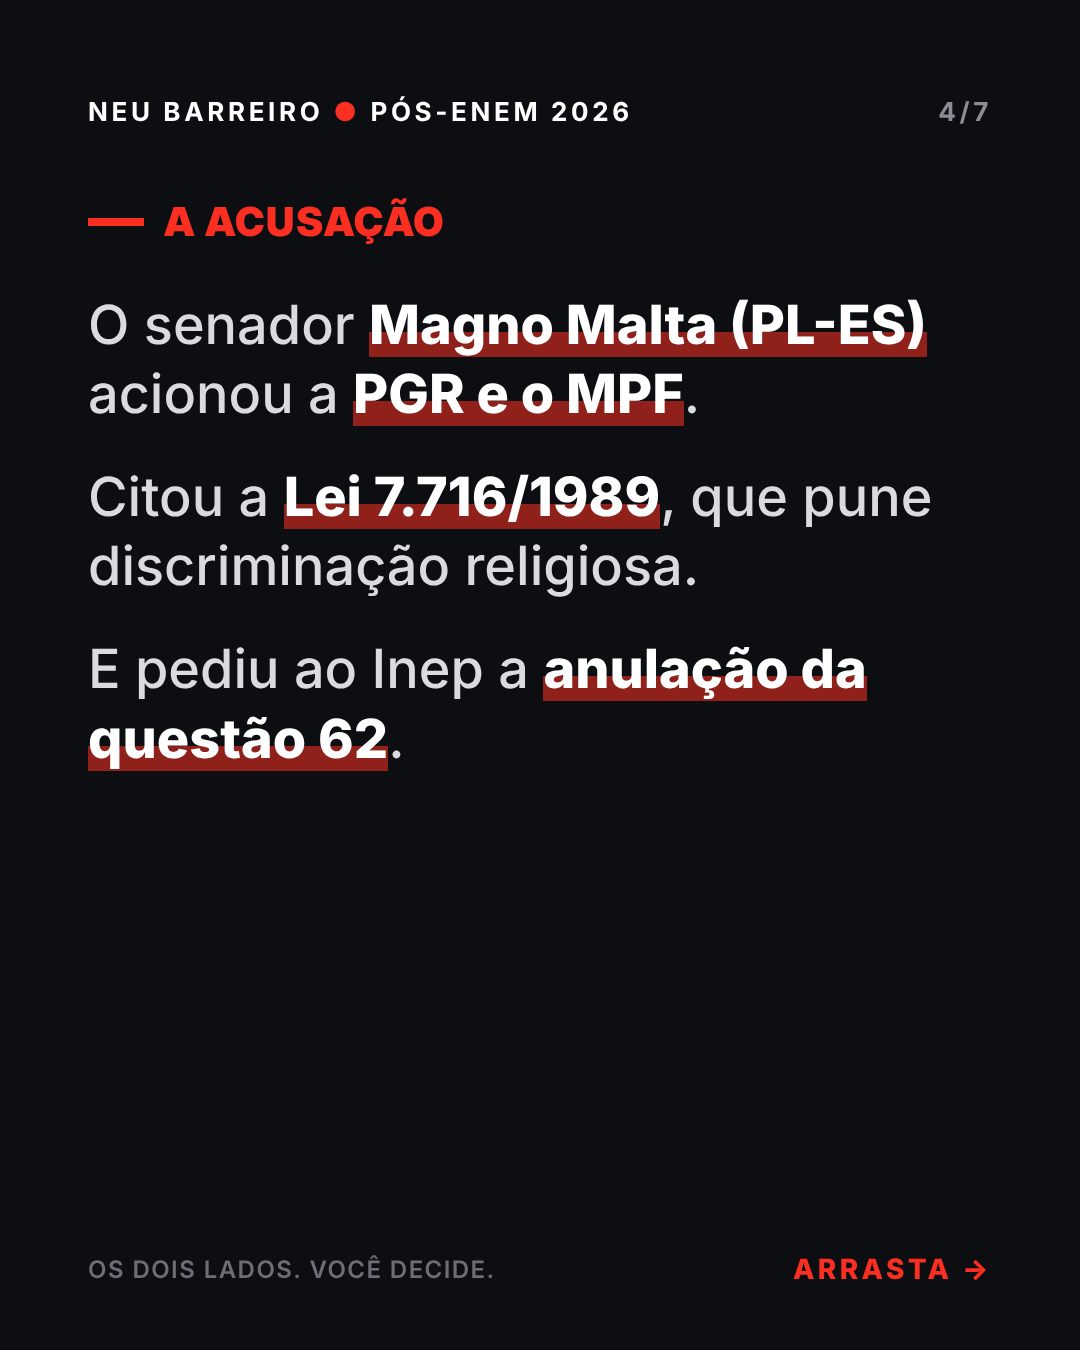 NEU BARREIRO ● PÓS-ENEM 2026
4/7
A ACUSAÇÃO
O senador Magno Malta (PL-ES)
acionou a PGR e o MPF.
Citou a Lei 7.716/1989, que pune
discriminação religiosa.
E pediu ao Inep a anulação da
questão 62.
OS DOIS LADOS. VOCÊ DECIDE.
ARRASTA →